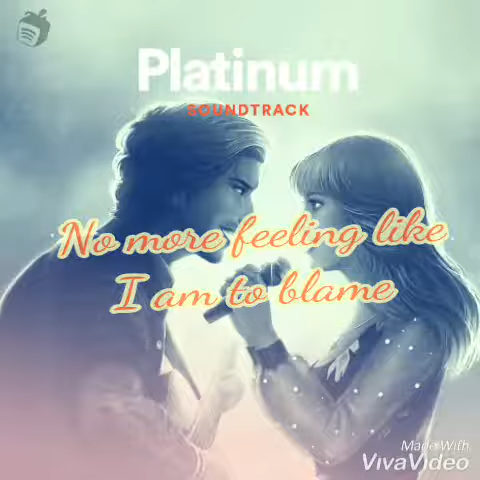 Platinum
SOUNDTRACK
No more feeling like
I am to blame
Made With
VivaVideo